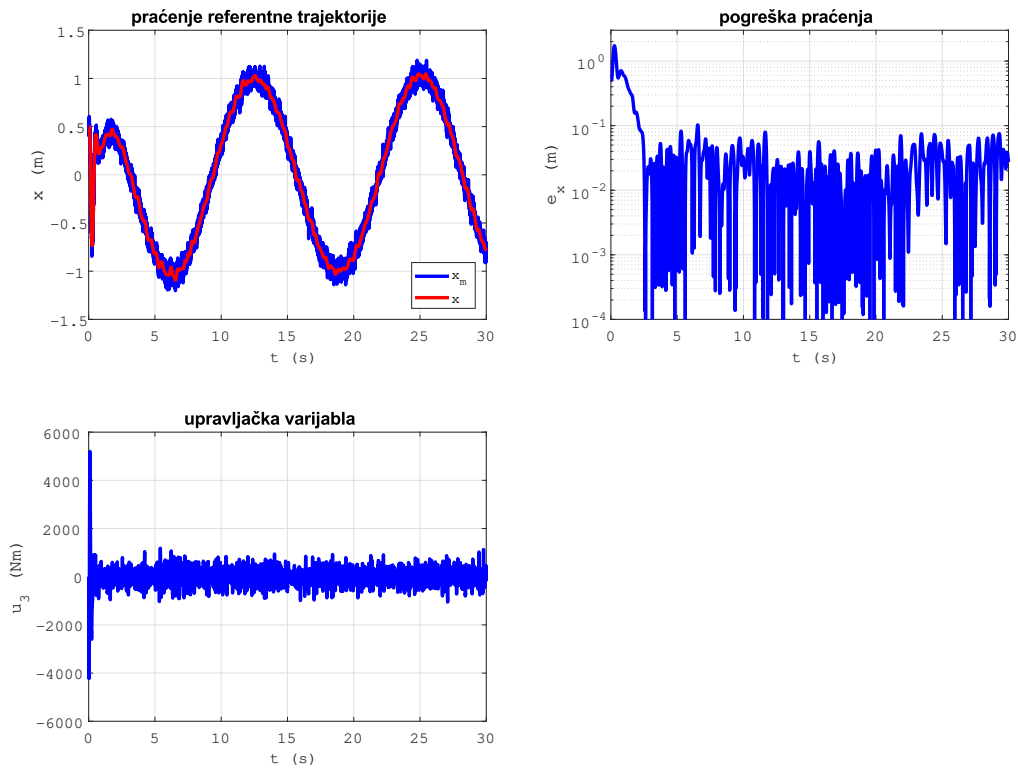 praćenje referentne trajektorije
1.5
1
0.5
0
−0.5
−1
−1.5
x (m)
0 5 10 15 20 25 30
t (s)
x_m
x
pogreška praćenja
10^0
10^−1
10^−2
10^−3
10^−4
e_x (m)
0 5 10 15 20 25 30
t (s)
upravljačka varijabla
6000
4000
2000
0
−2000
−4000
−6000
u_3 (Nm)
0 5 10 15 20 25 30
t (s)